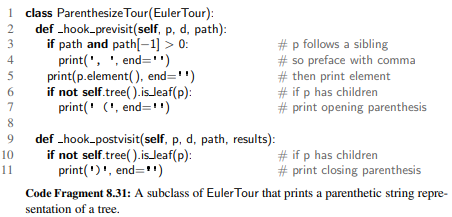 1 class ParenthesizeTour(EulerTour):
2 def _hook_previsit(self, p, d, path):
3 if path and path[−1] > 0: # p follows a sibling
4 print(', ', end='') # so preface with comma
5 print(p.element(), end='') # then print element
6 if not self.tree().is_leaf(p): # if p has children
7 print(' (', end='') # print opening parenthesis
8
9 def _hook_postvisit(self, p, d, path, results):
10 if not self.tree().is_leaf(p): # if p has children
11 print(')', end='') # print closing parenthesis
Code Fragment 8.31: A subclass of EulerTour that prints a parenthetic string repre-
sentation of a tree.